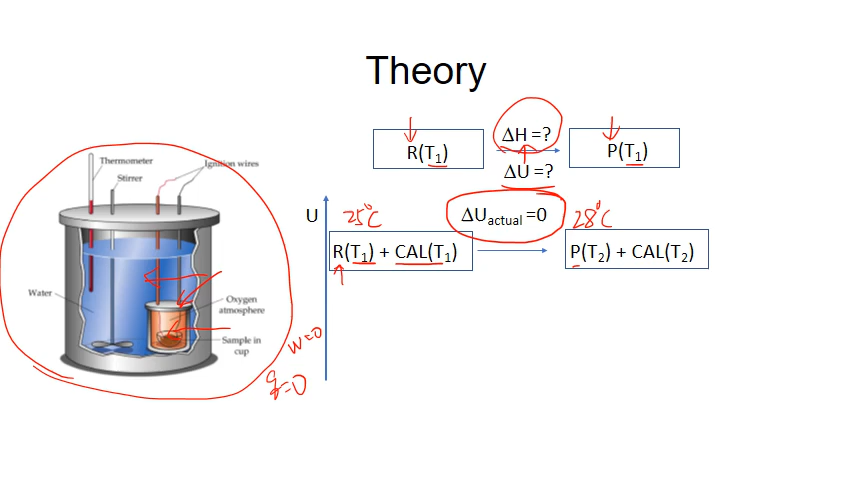 Theory
ΔH =?
R(T₁)
P(T₁)
ΔU =?
Thermometer
Ignition wires
Stirrer
U
25°C
ΔUactual =0
28°C
R(T₁) + CAL(T₁)
P(T₂) + CAL(T₂)
Water
Oxygen
atmosphere
Sample in
cup
W=0
q=0